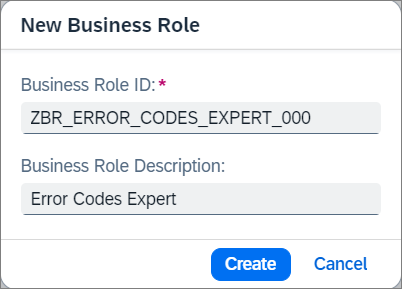 New Business Role
Business Role ID: *
ZBR_ERROR_CODES_EXPERT_000
Business Role Description:
Error Codes Expert
Create Cancel